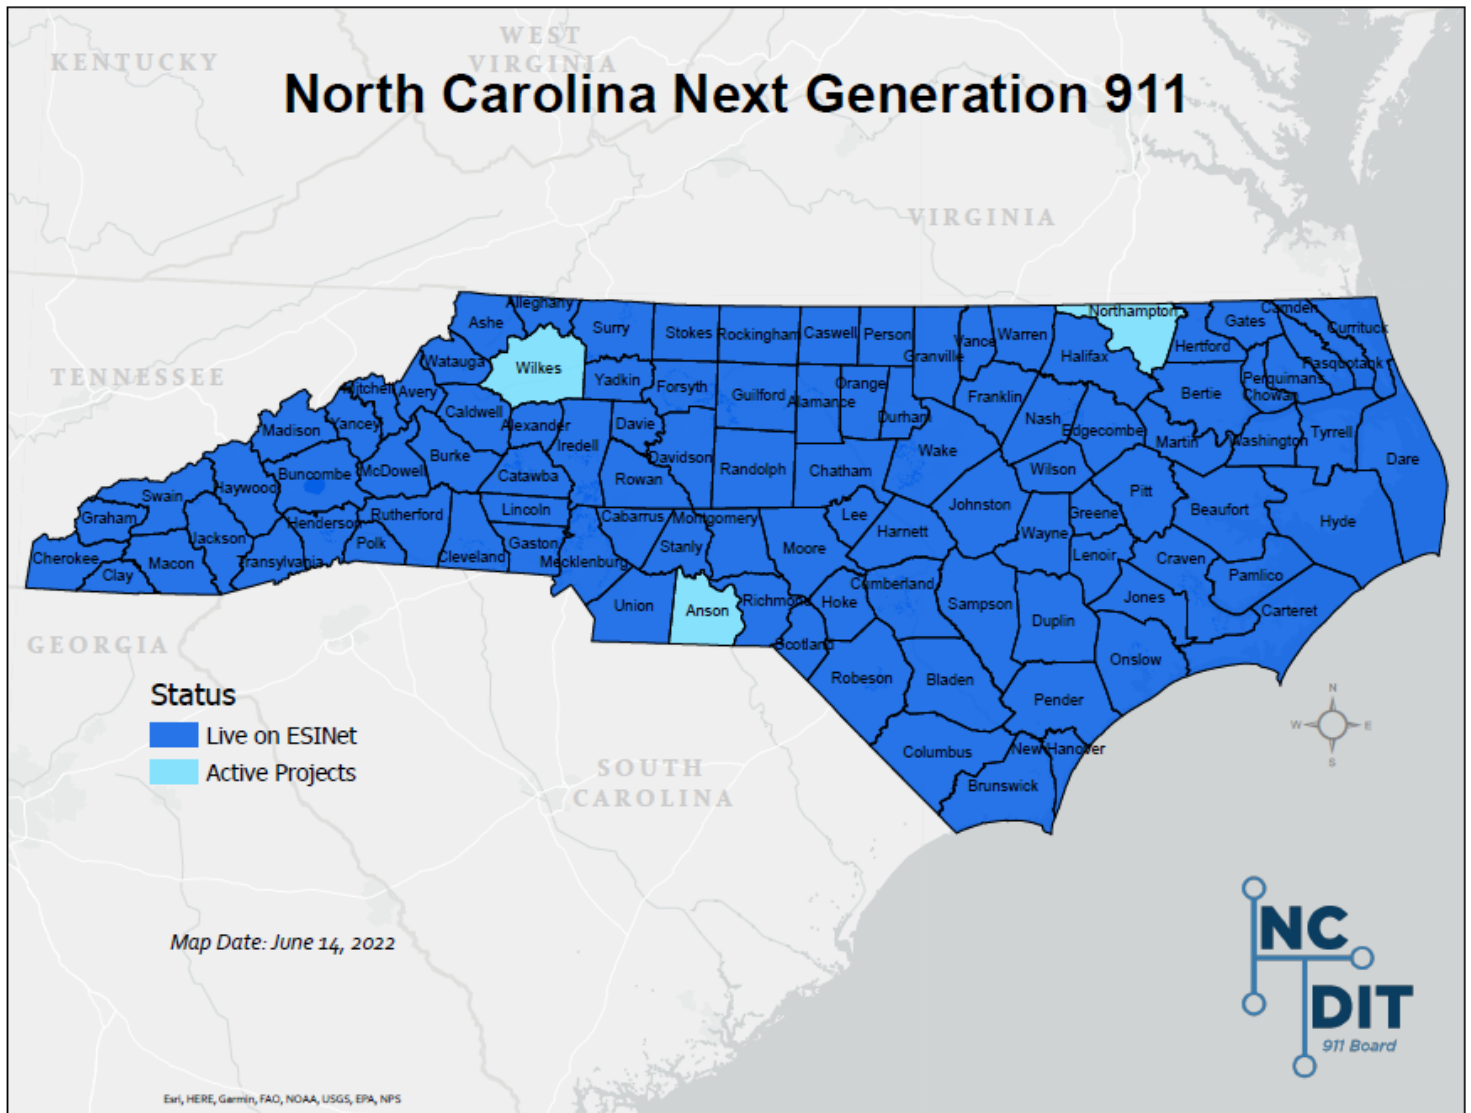 KENTUCKY
WEST
VIRGINIA
North Carolina Next Generation 911
VIRGINIA
TENNESSEE
Alleghany
Ashe
Surry
Stokes
Rockingham
Caswell
Person
Granville
Vance
Warren
Northampton
Halifax
Hertford
Gates
Camden
Currituck
Pasquotank
Perquimans
Chowan
Watauga
Wilkes
Yadkin
Forsyth
Guilford
Alamance
Orange
Durham
Franklin
Nash
Edgecombe
Bertie
Martin
Washington
Tyrrell
Dare
Mitchell
Avery
Caldwell
Alexander
Iredell
Davie
Davidson
Madison
Yancey
Burke
Catawba
Rowan
Randolph
Chatham
Wake
Wilson
Buncombe
McDowell
Swain
Haywood
Pitt
Beaufort
Hyde
Graham
Jackson
Henderson
Rutherford
Lincoln
Cabarrus
Montgomery
Lee
Harnett
Johnston
Wayne
Greene
Cherokee
Clay
Macon
Transylvania
Polk
Cleveland
Gaston
Mecklenburg
Stanly
Moore
Lenoir
Craven
Pamlico
Union
Anson
Richmond
Hoke
Cumberland
Sampson
Duplin
Jones
Carteret
GEORGIA
Scotland
Robeson
Bladen
Onslow
Pender
Columbus
New Hanover
Brunswick
Status
Live on ESINet
Active Projects
SOUTH
CAROLINA
N
W
E
S
Map Date: June 14, 2022
NC
DIT
911 Board
Esri, HERE, Garmin, FAO, NOAA, USGS, EPA, NPS